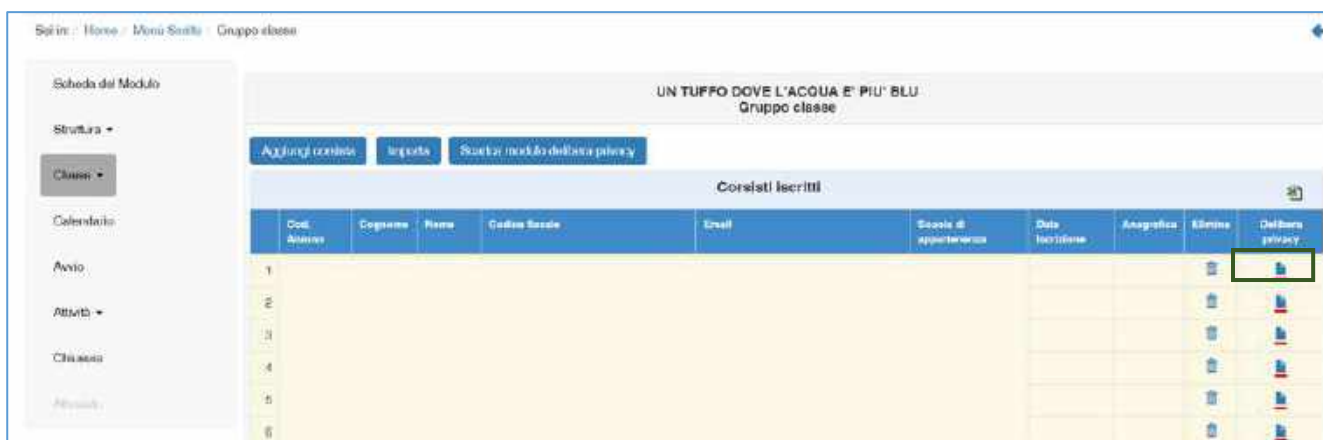 Sei in: / Home / Menù Scelta / Gruppo classe
Scheda del Modulo
Struttura
Classe
Calendario
Avvio
Attività
Chiusura
Attestati
UN TUFFO DOVE L'ACQUA E' PIU' BLU
Gruppo classe
Aggiungi corsista Importa Scarica modulo delibera privacy
Corsisti iscritti
Cod. Alunno Cognome Nome Codice fiscale Email Scuola di appartenenza Data iscrizione Anagrafica Elimina Delibera privacy
1
2
3
4
5
6